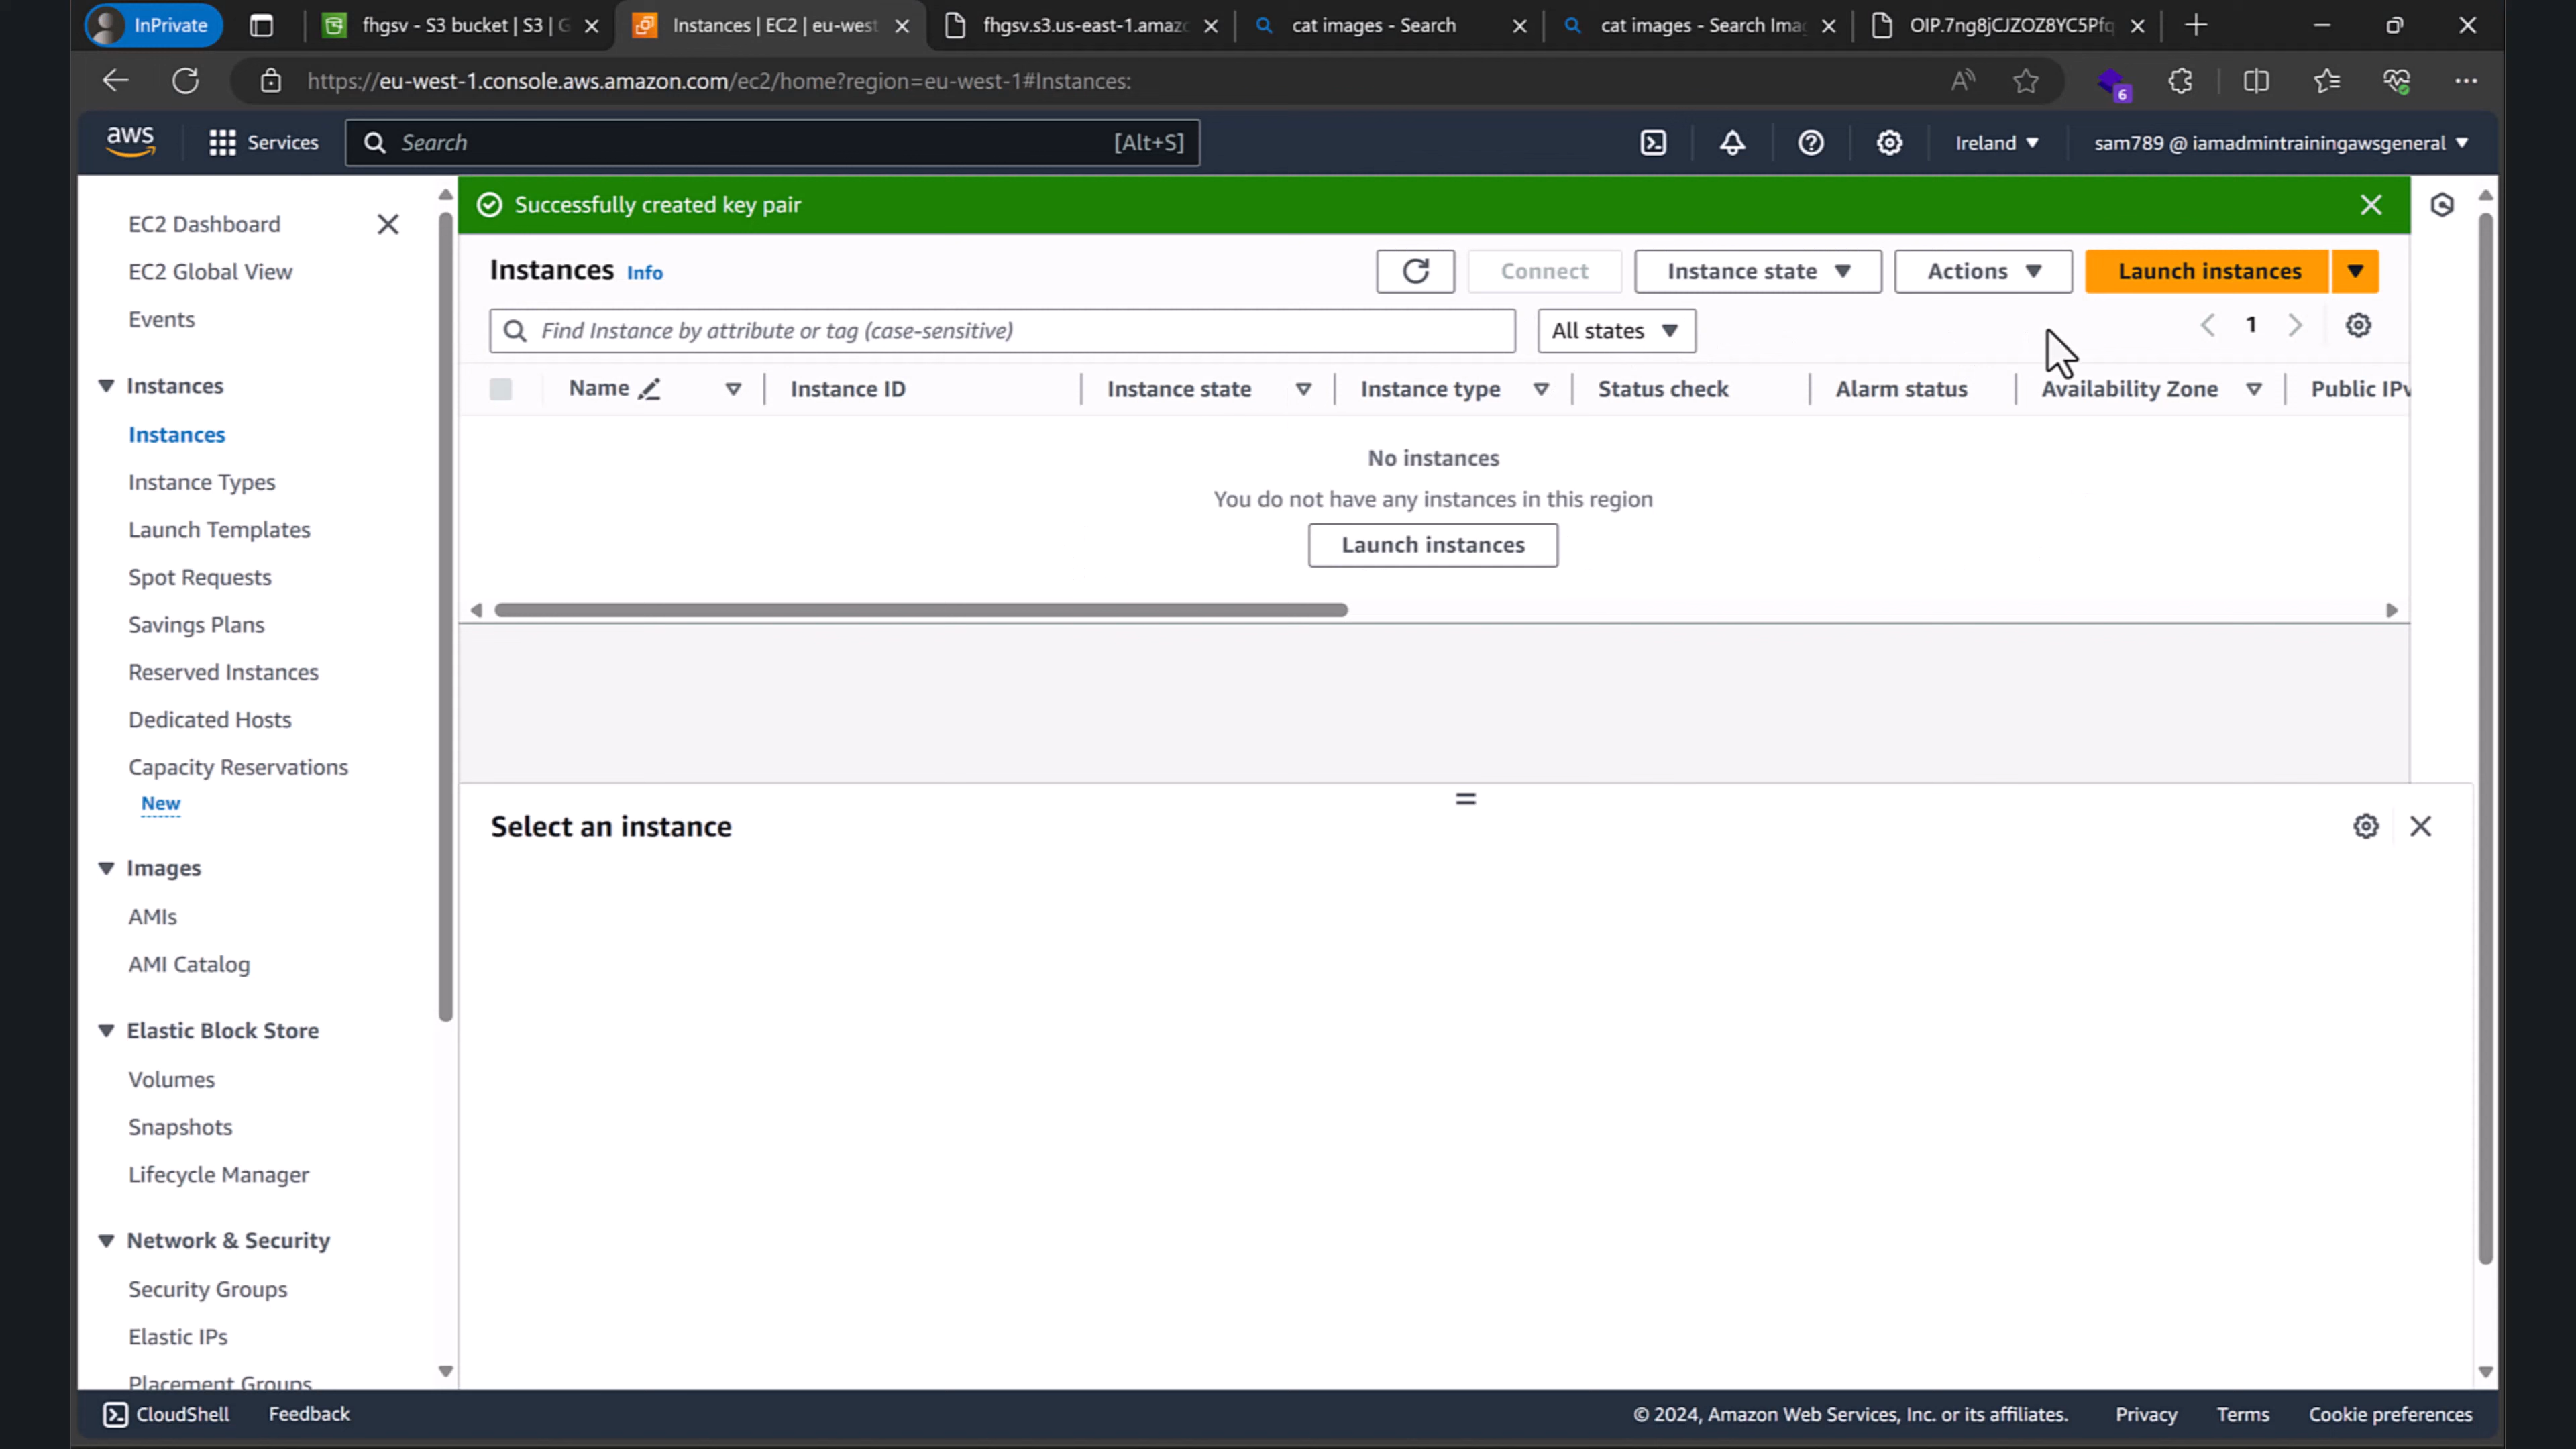 InPrivate
fhgsv - S3 bucket | S3 | G
Instances | EC2 | eu-west
fhgsv.s3.us-east-1.amazo
cat images - Search
cat images - Search Ima
OIP.7ng8jCJZOZ8YC5Pfq
https://eu-west-1.console.aws.amazon.com/ec2/home?region=eu-west-1#Instances:
6
aws
Services
Search
[Alt+S]
Ireland
sam789 @ iamadmintrainingawsgeneral
EC2 Dashboard
EC2 Global View
Events
Instances
Instances
Instance Types
Launch Templates
Spot Requests
Savings Plans
Reserved Instances
Dedicated Hosts
Capacity Reservations
New
Images
AMIs
AMI Catalog
Elastic Block Store
Volumes
Snapshots
Lifecycle Manager
Network & Security
Security Groups
Elastic IPs
Placement Groups
Successfully created key pair
Instances Info
Connect
Instance state
Actions
Launch instances
Find Instance by attribute or tag (case-sensitive)
All states
1
Name
Instance ID
Instance state
Instance type
Status check
Alarm status
Availability Zone
Public IPv
No instances
You do not have any instances in this region
Launch instances
Select an instance
CloudShell
Feedback
© 2024, Amazon Web Services, Inc. or its affiliates.
Privacy
Terms
Cookie preferences